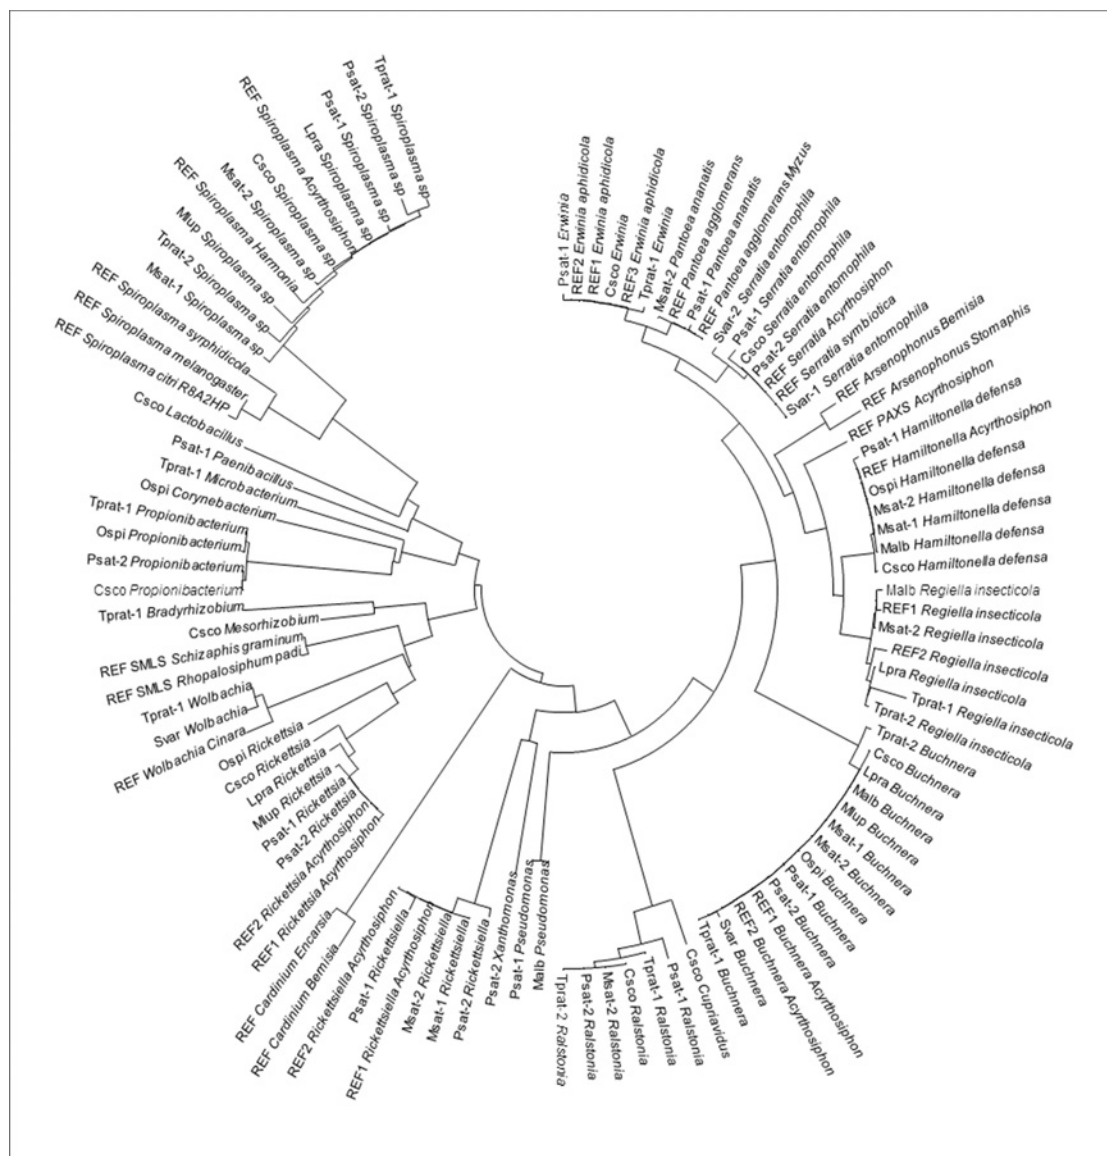 Psat-1 Erwinia
REF2 Erwinia aphidicola
REF1 Erwinia aphidicola
Csco Erwinia
REF3 Erwinia aphidicola
Tprat-1 Erwinia
Msat-2 Pantoea ananatis
REF Pantoea agglomerans
Psat-1 Pantoea ananatis
REF Pantoea agglomerans Myzus
Svar-2 Serratia entomophila
Psat-1 Serratia entomophila
Csco Serratia entomophila
Psat-2 Serratia entomophila
REF Serratia Acyrthosiphon
REF Serratia symbiotica
Svar-1 Serratia entomophila
REF Arsenophonus Bemisia
REF Arsenophonus Stomaphis
REF PAXS Acyrthosiphon
Psat-1 Hamiltonella defensa
REF Hamiltonella Acyrthosiphon
Ospi Hamiltonella defensa
Msat-2 Hamiltonella defensa
Msat-1 Hamiltonella defensa
Malb Hamiltonella defensa
Csco Hamiltonella defensa
Malb Regiella insecticola
REF1 Regiella insecticola
Msat-2 Regiella insecticola
REF2 Regiella insecticola
Lpra Regiella insecticola
Tprat-1 Regiella insecticola
Tprat-2 Regiella insecticola
Tprat-2 Buchnera
Csco Buchnera
Lpra Buchnera
Malb Buchnera
Mlup Buchnera
Msat-1 Buchnera
Msat-2 Buchnera
Ospi Buchnera
Psat-1 Buchnera
Psat-2 Buchnera
REF1 Buchnera Acyrthosiphon
REF2 Buchnera Acyrthosiphon
Svar Buchnera
Tprat-1 Buchnera
Csco Cupriavidus
Psat-1 Ralstonia
Tprat-1 Ralstonia
Csco Ralstonia
Msat-2 Ralstonia
Psat-2 Ralstonia
Tprat-2 Ralstonia
Malb Pseudomonas
Psat-1 Pseudomonas
Psat-2 Xanthomonas
Psat-2 Rickettsiella
Msat-1 Rickettsiella
Msat-2 Rickettsiella
REF1 Rickettsiella Acyrthosiphon
Psat-1 Rickettsiella
REF2 Rickettsiella Acyrthosiphon
REF Cardinium Bemisia
REF Cardinium Encarsia
REF1 Rickettsia Acyrthosiphon
REF2 Rickettsia Acyrthosiphon
Psat-2 Rickettsia
Psat-1 Rickettsia
Mlup Rickettsia
Lpra Rickettsia
Csco Rickettsia
Ospi Rickettsia
REF Wolbachia Cinara
Svar Wolbachia
Tprat-1 Wolbachia
REF SMLS Rhopalosiphum padi
REF SMLS Schizaphis graminum
Csco Mesorhizobium
Tprat-1 Bradyrhizobium
Csco Propionibacterium
Psat-2 Propionibacterium
Ospi Propionibacterium
Tprat-1 Propionibacterium
Ospi Corynebacterium
Tprat-1 Microbacterium
Psat-1 Paenibacillus
Csco Lactobacillus
REF Spiroplasma citri R8A2HP
REF Spiroplasma melanogaster
REF Spiroplasma syrphidicola
Msat-1 Spiroplasma sp
Tprat-2 Spiroplasma sp
Mlup Spiroplasma sp
REF Spiroplasma Harmonia
Msat-2 Spiroplasma sp
Csco Spiroplasma sp
REF Spiroplasma Acyrthosiphon
Lpra Spiroplasma sp
Psat-1 Spiroplasma sp
Psat-2 Spiroplasma sp
Tprat-1 Spiroplasma sp